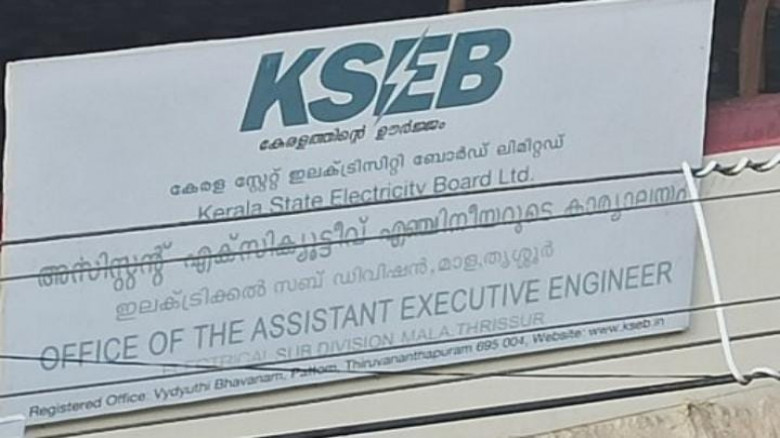 KSEB
കേരളത്തിന്റെ ഊർജ്ജം
കേരള സ്റ്റേറ്റ് ഇലക്ട്രിസിറ്റി ബോർഡ് ലിമിറ്റഡ്
Kerala State Electricity Board Ltd.
അസിസ്റ്റന്റ് എക്സിക്യൂട്ടീവ് എഞ്ചിനീയറുടെ കാര്യാലയം
ഇലക്ട്രിക്കൽ സബ് ഡിവിഷൻ,മാള,തൃശ്ശൂർ
OFFICE OF THE ASSISTANT EXECUTIVE ENGINEER
ELECTRICAL SUB DIVISION MALA.THRISSUR
Registered Office: Vydyuthi Bhavanam, Pattom, Thiruvananthapuram 695 004, Website: www.kseb.in